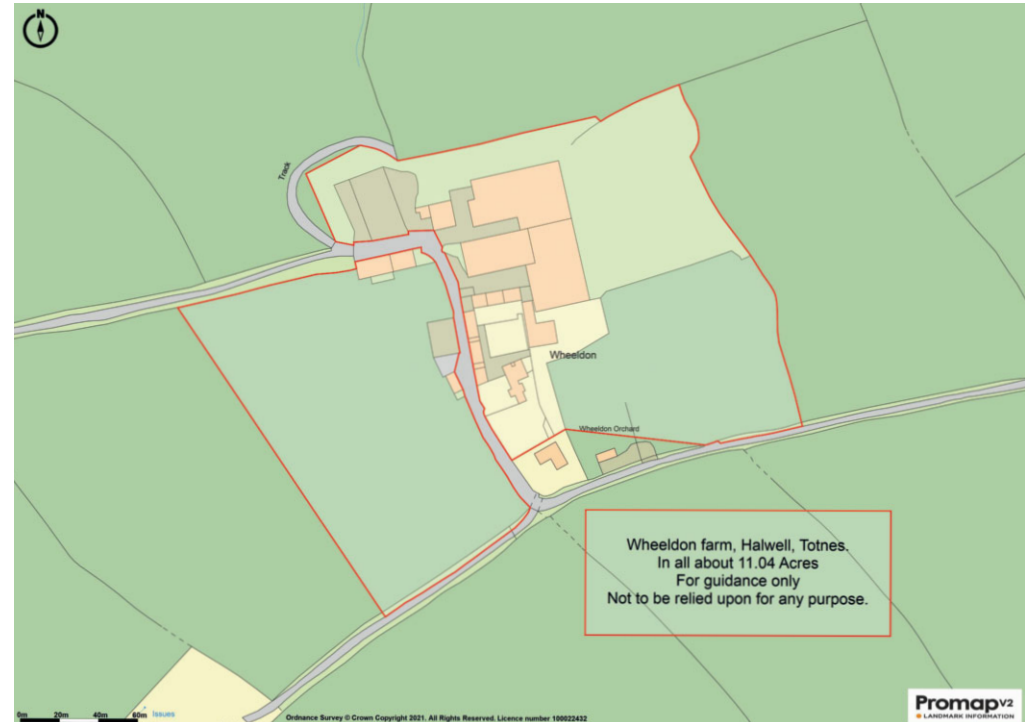 N
Track
Wheeldon
Wheeldon Orchard
Wheeldon farm, Halwell, Totnes.
In all about 11.04 Acres
For guidance only
Not to be relied upon for any purpose.
0m 20m 40m 60m Issues
Ordnance Survey © Crown Copyright 2021. All Rights Reserved. Licence number 100022432
Promap V2
LANDMARK INFORMATION